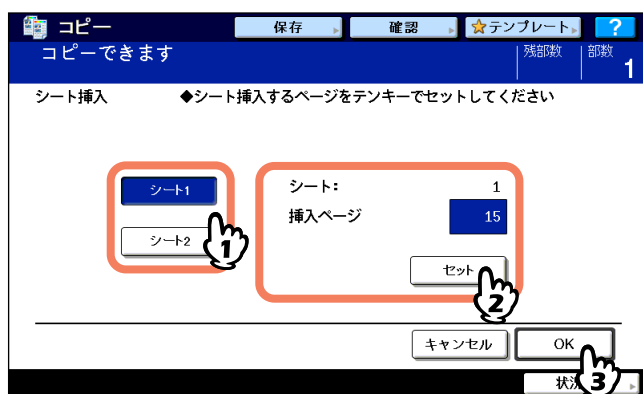 コピー 保存 確認 テンプレート ?
コピーできます 残部数 部数 1
シート挿入 ◆シート挿入するページをテンキーでセットしてください
シート1
シート2
シート: 1
挿入ページ 15
セット
1
2
キャンセル OK
3